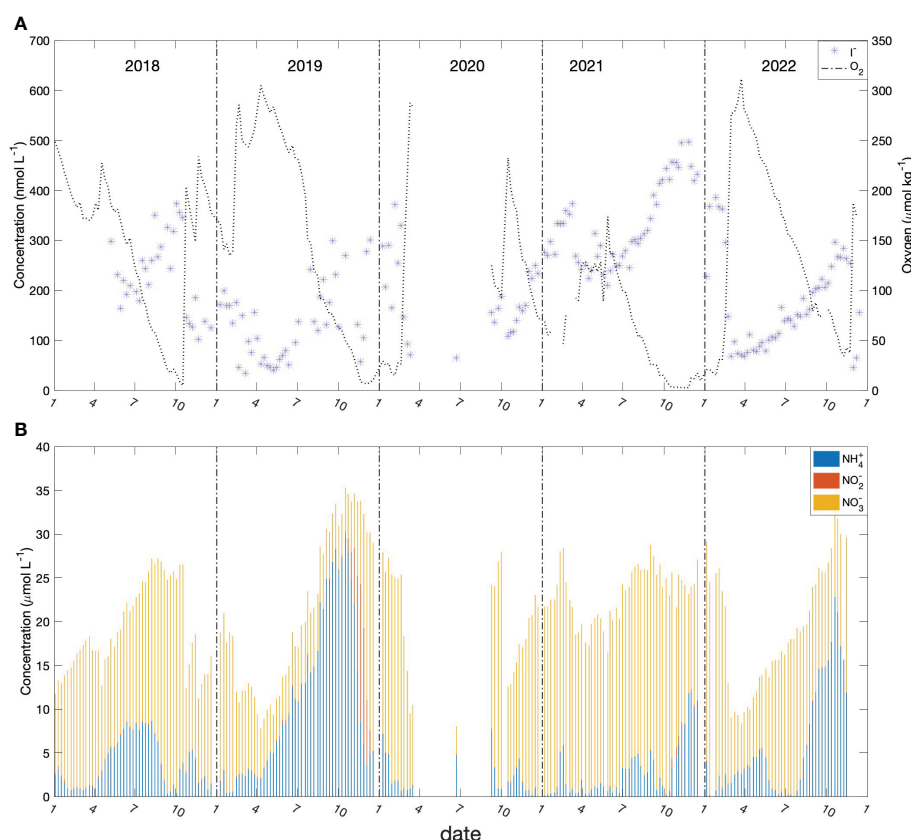 A
2018 2019 2020 2021 2022
I⁻
O₂
Concentration (nmol L⁻¹)
700
600
500
400
300
200
100
0
Oxygen (μmol kg⁻¹)
350
300
250
200
150
100
50
0
1 4 7 10 1 4 7 10 1 4 7 10 1 4 7 10 1 4 7 10 1
B
NH₄⁺
NO₂⁻
NO₃⁻
Concentration (μmol L⁻¹)
40
35
30
25
20
15
10
5
0
1 4 7 10 1 4 7 10 1 4 7 10 1 4 7 10 1 4 7 10 1
date